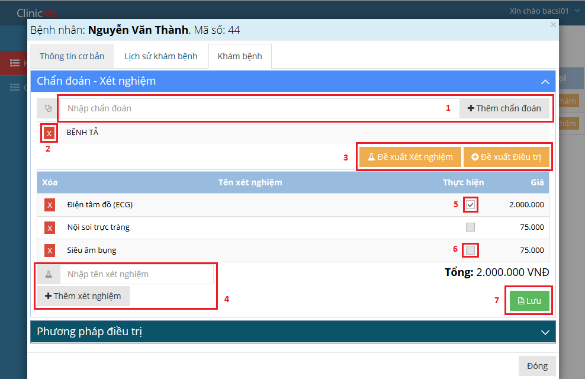 Clinic
Xin chào bacsi01
Bệnh nhân: Nguyễn Văn Thành. Mã số: 44
×
Thông tin cơ bản
Lịch sử khám bệnh
Khám bệnh
Chẩn đoán - Xét nghiệm
Nhập chẩn đoán
1
+ Thêm chẩn đoán
X
BỆNH TẢ
2
3
Đề xuất Xét nghiệm
Đề xuất Điều trị
Xóa Tên xét nghiệm Thực hiện Giá
X Điện tâm đồ (ECG) 5 2.000.000
X Nội soi trực tràng 75.000
X Siêu âm bụng 6 75.000
Nhập tên xét nghiệm
Tổng: 2.000.000 VNĐ
+ Thêm xét nghiệm
4
7
Lưu
Phương pháp điều trị
Đóng